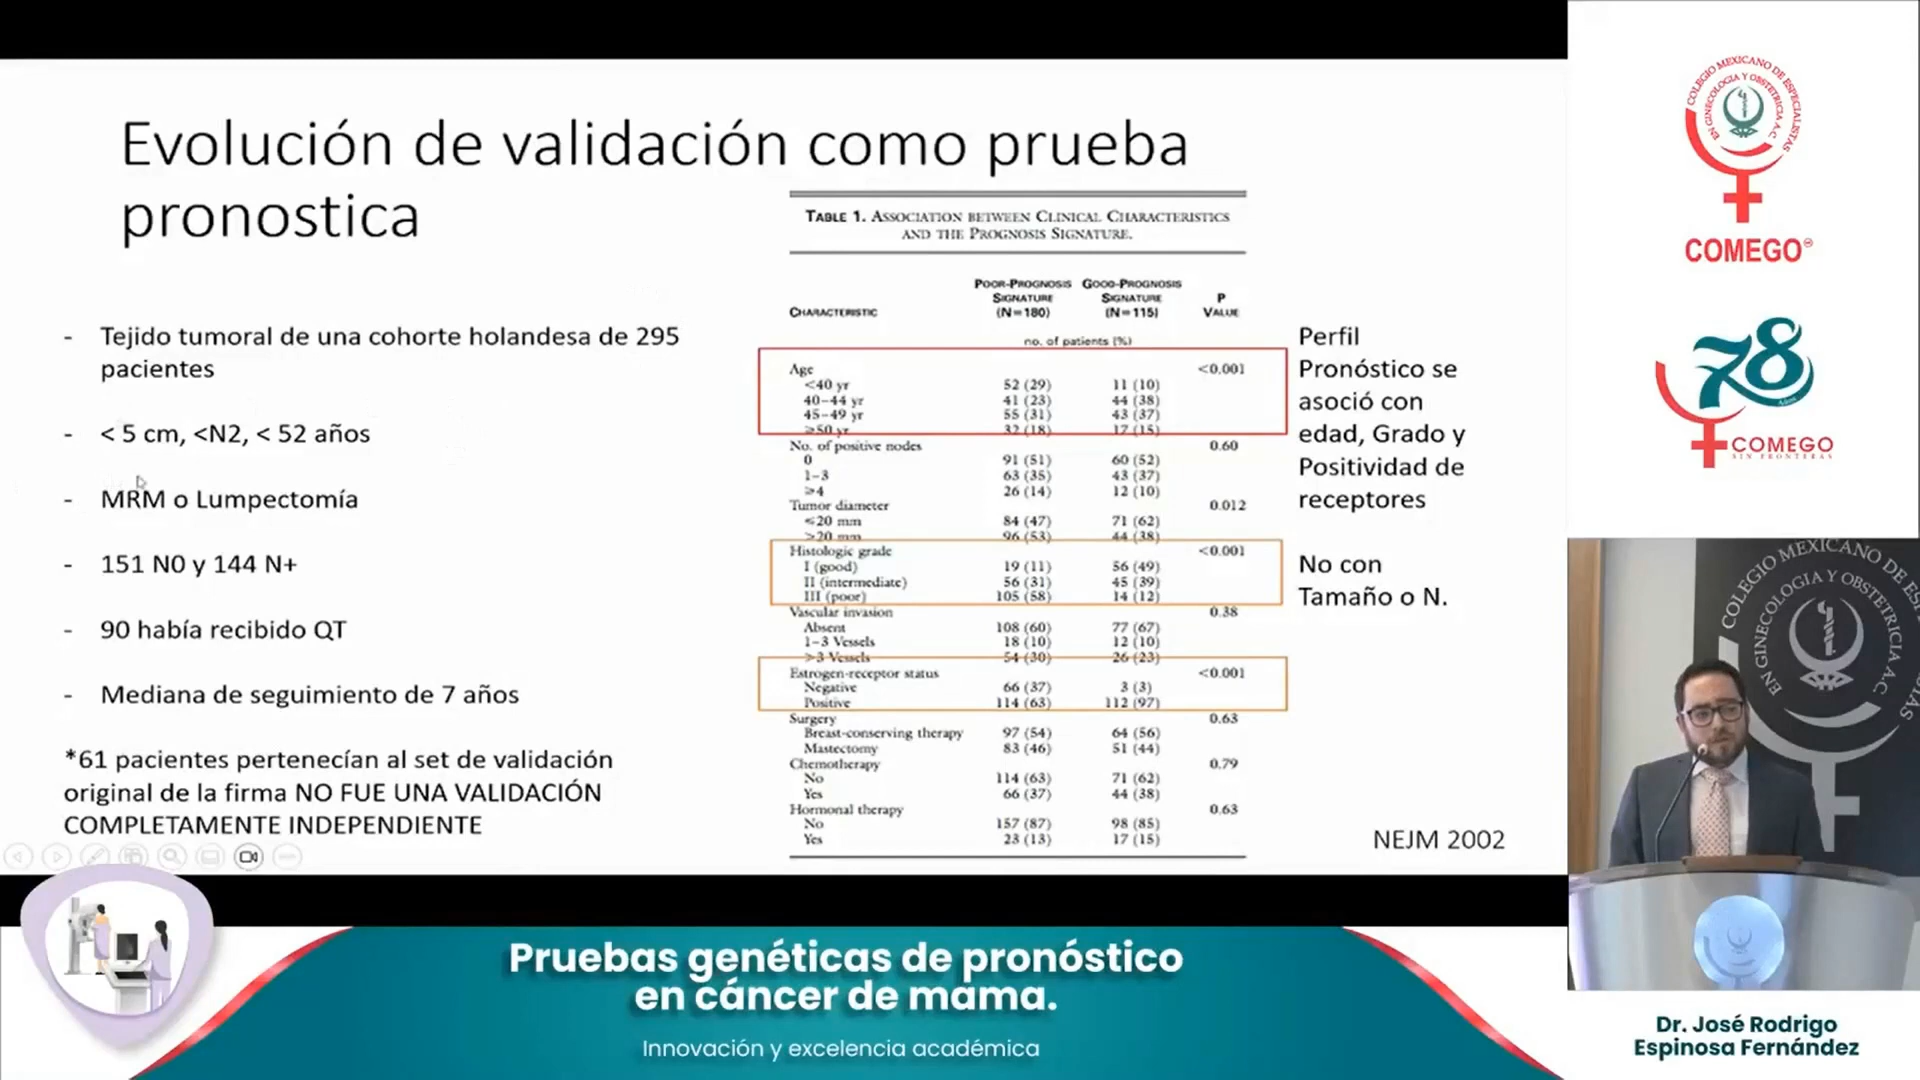 Evolución de validación como prueba
pronostica
- Tejido tumoral de una cohorte holandesa de 295
pacientes
- < 5 cm, <N2, < 52 años
- MRM o Lumpectomía
- 151 N0 y 144 N+
- 90 había recibido QT
- Mediana de seguimiento de 7 años
*61 pacientes pertenecían al set de validación
original de la firma NO FUE UNA VALIDACIÓN
COMPLETAMENTE INDEPENDIENTE
TABLE 1. ASSOCIATION BETWEEN CLINICAL CHARACTERISTICS
AND THE PROGNOSIS SIGNATURE.
CHARACTERISTIC POOR-PROGNOSIS SIGNATURE (N=180) GOOD-PROGNOSIS SIGNATURE (N=115) P VALUE
no. of patients (%)
Age <0.001
<40 yr 52 (29) 11 (10)
40–44 yr 41 (23) 44 (38)
45–49 yr 55 (31) 43 (37)
≥50 yr 32 (18) 17 (15)
No. of positive nodes 0.60
0 91 (51) 60 (52)
1–3 63 (35) 43 (37)
≥4 26 (14) 12 (10)
Tumor diameter 0.012
≤20 mm 84 (47) 71 (62)
>20 mm 96 (53) 44 (38)
Histologic grade <0.001
I (good) 19 (11) 56 (49)
II (intermediate) 56 (31) 45 (39)
III (poor) 105 (58) 14 (12)
Vascular invasion 0.38
Absent 108 (60) 77 (67)
1–3 Vessels 18 (10) 12 (10)
>3 Vessels 54 (30) 26 (23)
Estrogen-receptor status <0.001
Negative 66 (37) 3 (3)
Positive 114 (63) 112 (97)
Surgery 0.63
Breast-conserving therapy 97 (54) 64 (56)
Mastectomy 83 (46) 51 (44)
Chemotherapy 0.79
No 114 (63) 71 (62)
Yes 66 (37) 44 (38)
Hormonal therapy 0.63
No 157 (87) 98 (85)
Yes 23 (13) 17 (15)
Perfil
Pronóstico se
asoció con
edad, Grado y
Positividad de
receptores
No con
Tamaño o N.
NEJM 2002
COLEGIO MEXICANO DE ESPECIALISTAS
EN GINECOLOGIA Y OBSTETRICIA A.C.
COMEGO
78
Años
COMEGO
SIN FRONTERAS
COLEGIO MEXICANO DE
EN GINECOLOGIA Y OBSTETRICIA A.C.
Dr. José Rodrigo
Espinosa Fernández
Pruebas genéticas de pronóstico
en cáncer de mama.
Innovación y excelencia académica